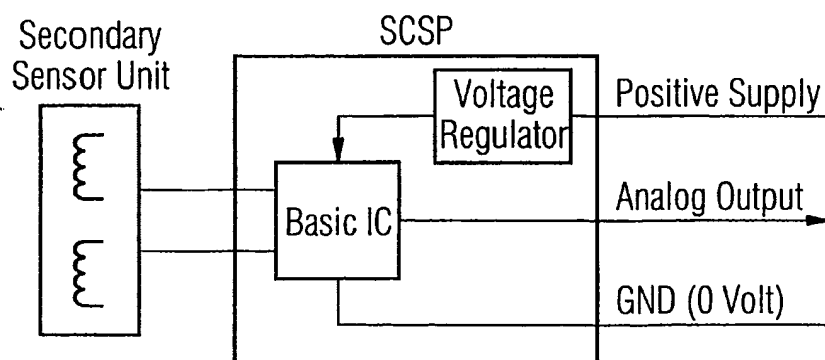 Secondary
Sensor Unit
SCSP
Voltage
Regulator
Positive Supply
Basic IC
Analog Output
GND (0 Volt)